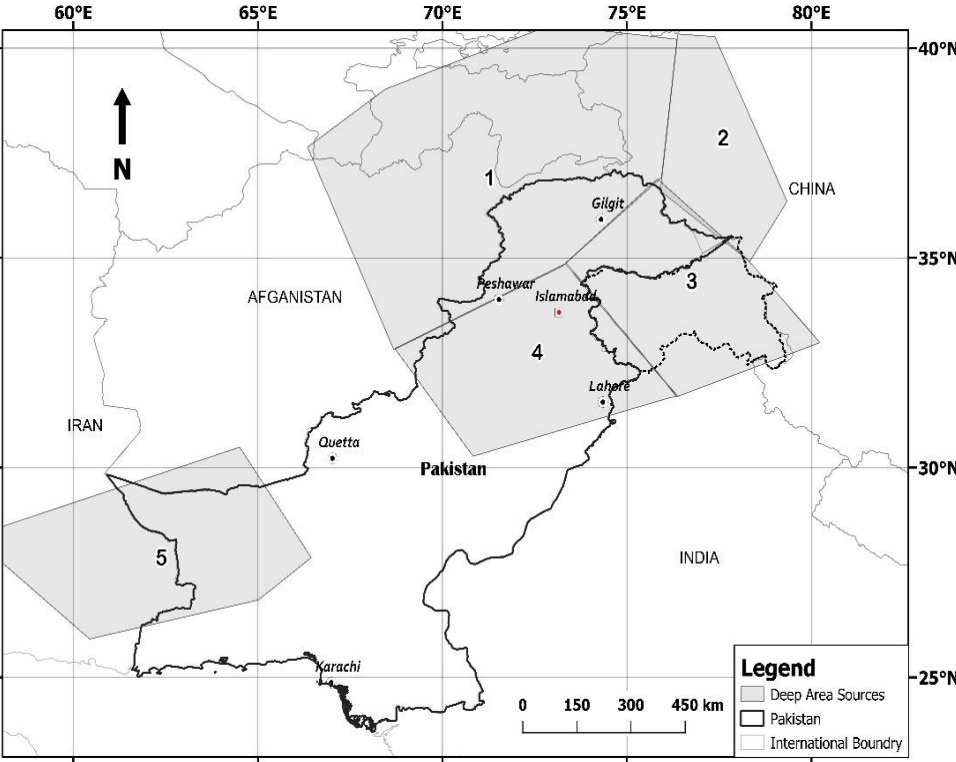 60°E 65°E 70°E 75°E 80°E
40°N
2
N
1
CHINA
Gilgit
35°N
3
Peshawar
AFGANISTAN
Islamabad
4
Lahore
IRAN
Quetta
Pakistan
30°N
5
INDIA
Karachi
25°N
Legend
Deep Area Sources
Pakistan
International Boundry
0 150 300 450 km